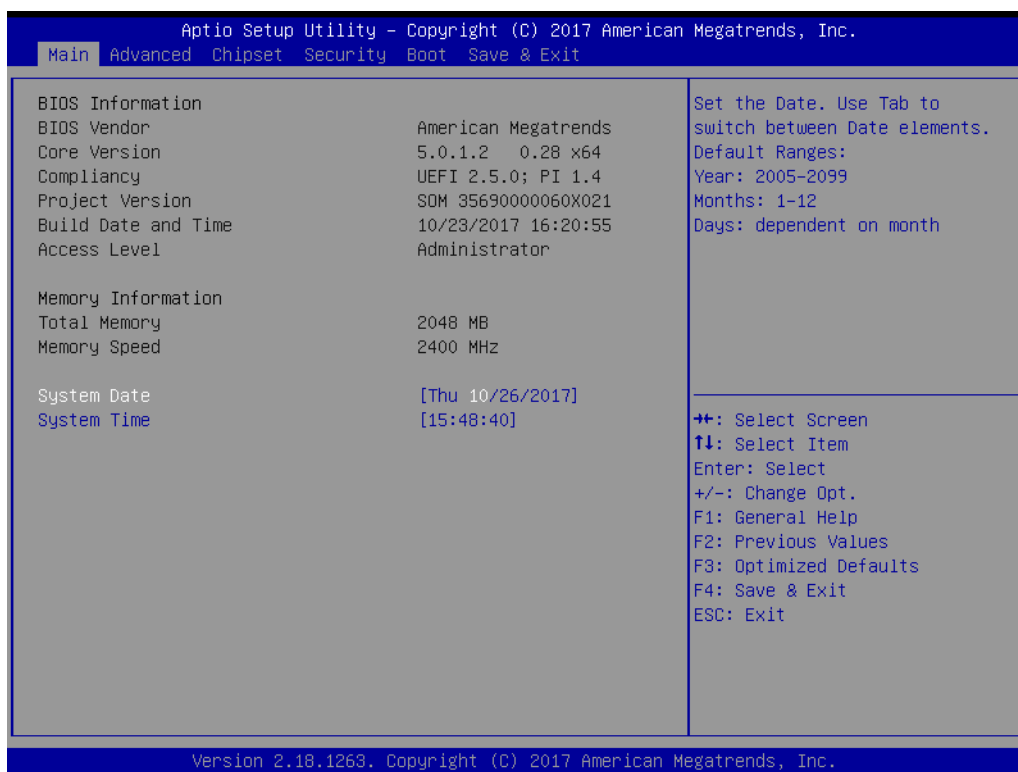 Aptio Setup Utility – Copyright (C) 2017 American Megatrends, Inc.
Main Advanced Chipset Security Boot Save & Exit
BIOS Information
BIOS Vendor American Megatrends
Core Version 5.0.1.2 0.28 x64
Compliancy UEFI 2.5.0; PI 1.4
Project Version SOM 35690000060X021
Build Date and Time 10/23/2017 16:20:55
Access Level Administrator
Memory Information
Total Memory 2048 MB
Memory Speed 2400 MHz
System Date [Thu 10/26/2017]
System Time [15:48:40]
Set the Date. Use Tab to
switch between Date elements.
Default Ranges:
Year: 2005-2099
Months: 1-12
Days: dependent on month
→←: Select Screen
↑↓: Select Item
Enter: Select
+/-: Change Opt.
F1: General Help
F2: Previous Values
F3: Optimized Defaults
F4: Save & Exit
ESC: Exit
Version 2.18.1263. Copyright (C) 2017 American Megatrends, Inc.